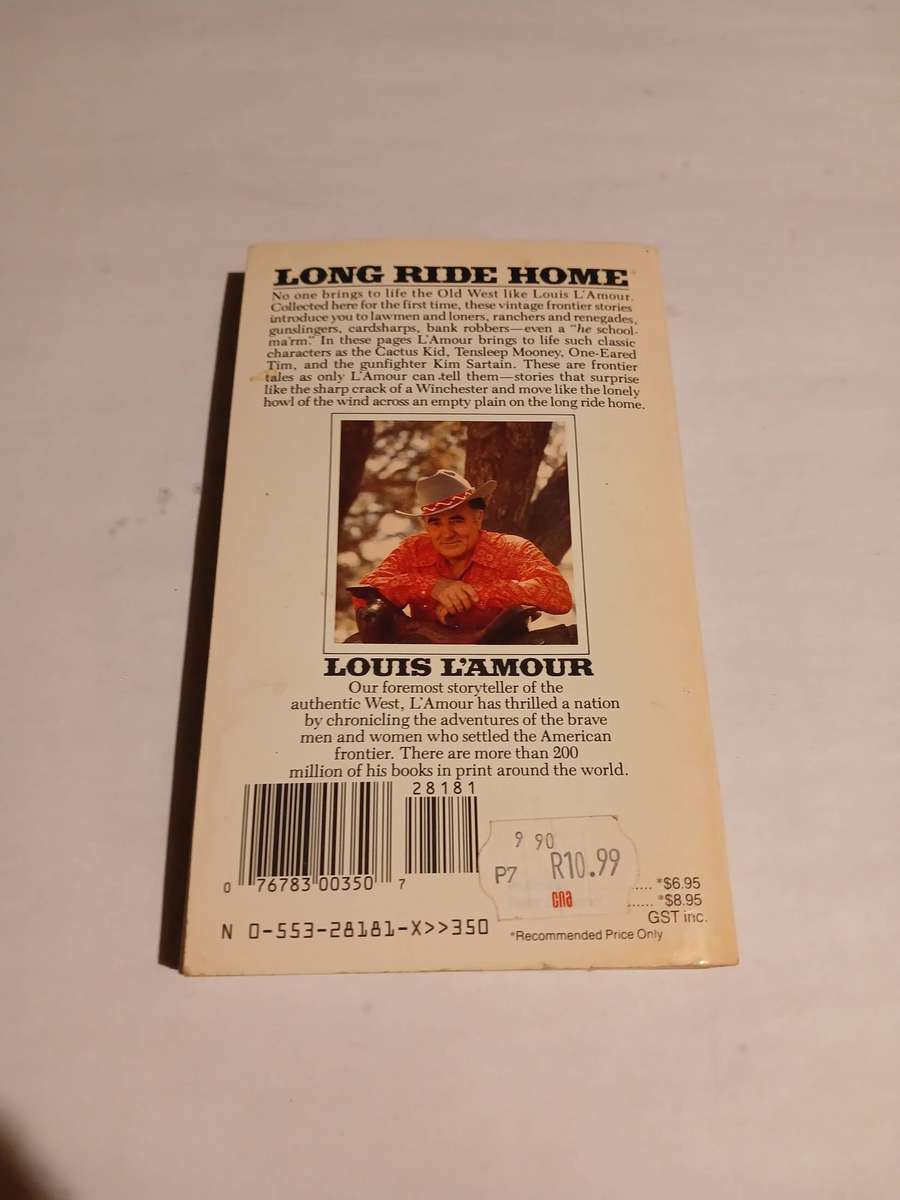 LONG RIDE HOME
No one brings to life the Old West like Louis L'Amour.
Collected here for the first time, these vintage frontier stories
introduce you to lawmen and loners, ranchers and renegades,
gunslingers, cardsharps, bank robbers—even a "he school-
ma'rm." In these pages L'Amour brings to life such classic
characters as the Cactus Kid, Tensleep Mooney, One-Eared
Tim, and the gunfighter Kim Sartain. These are frontier
tales as only L'Amour can tell them—stories that surprise
like the sharp crack of a Winchester and move like the lonely
howl of the wind across an empty plain on the long ride home.
LOUIS L'AMOUR
Our foremost storyteller of the
authentic West, L'Amour has thrilled a nation
by chronicling the adventures of the brave
men and women who settled the American
frontier. There are more than 200
million of his books in print around the world.
28181
0 76783 00350 7
9 90
P7 R10.99
cna
..... *$6.95
...... *$8.95
GST inc.
N 0-553-28181-X>>350
*Recommended Price Only